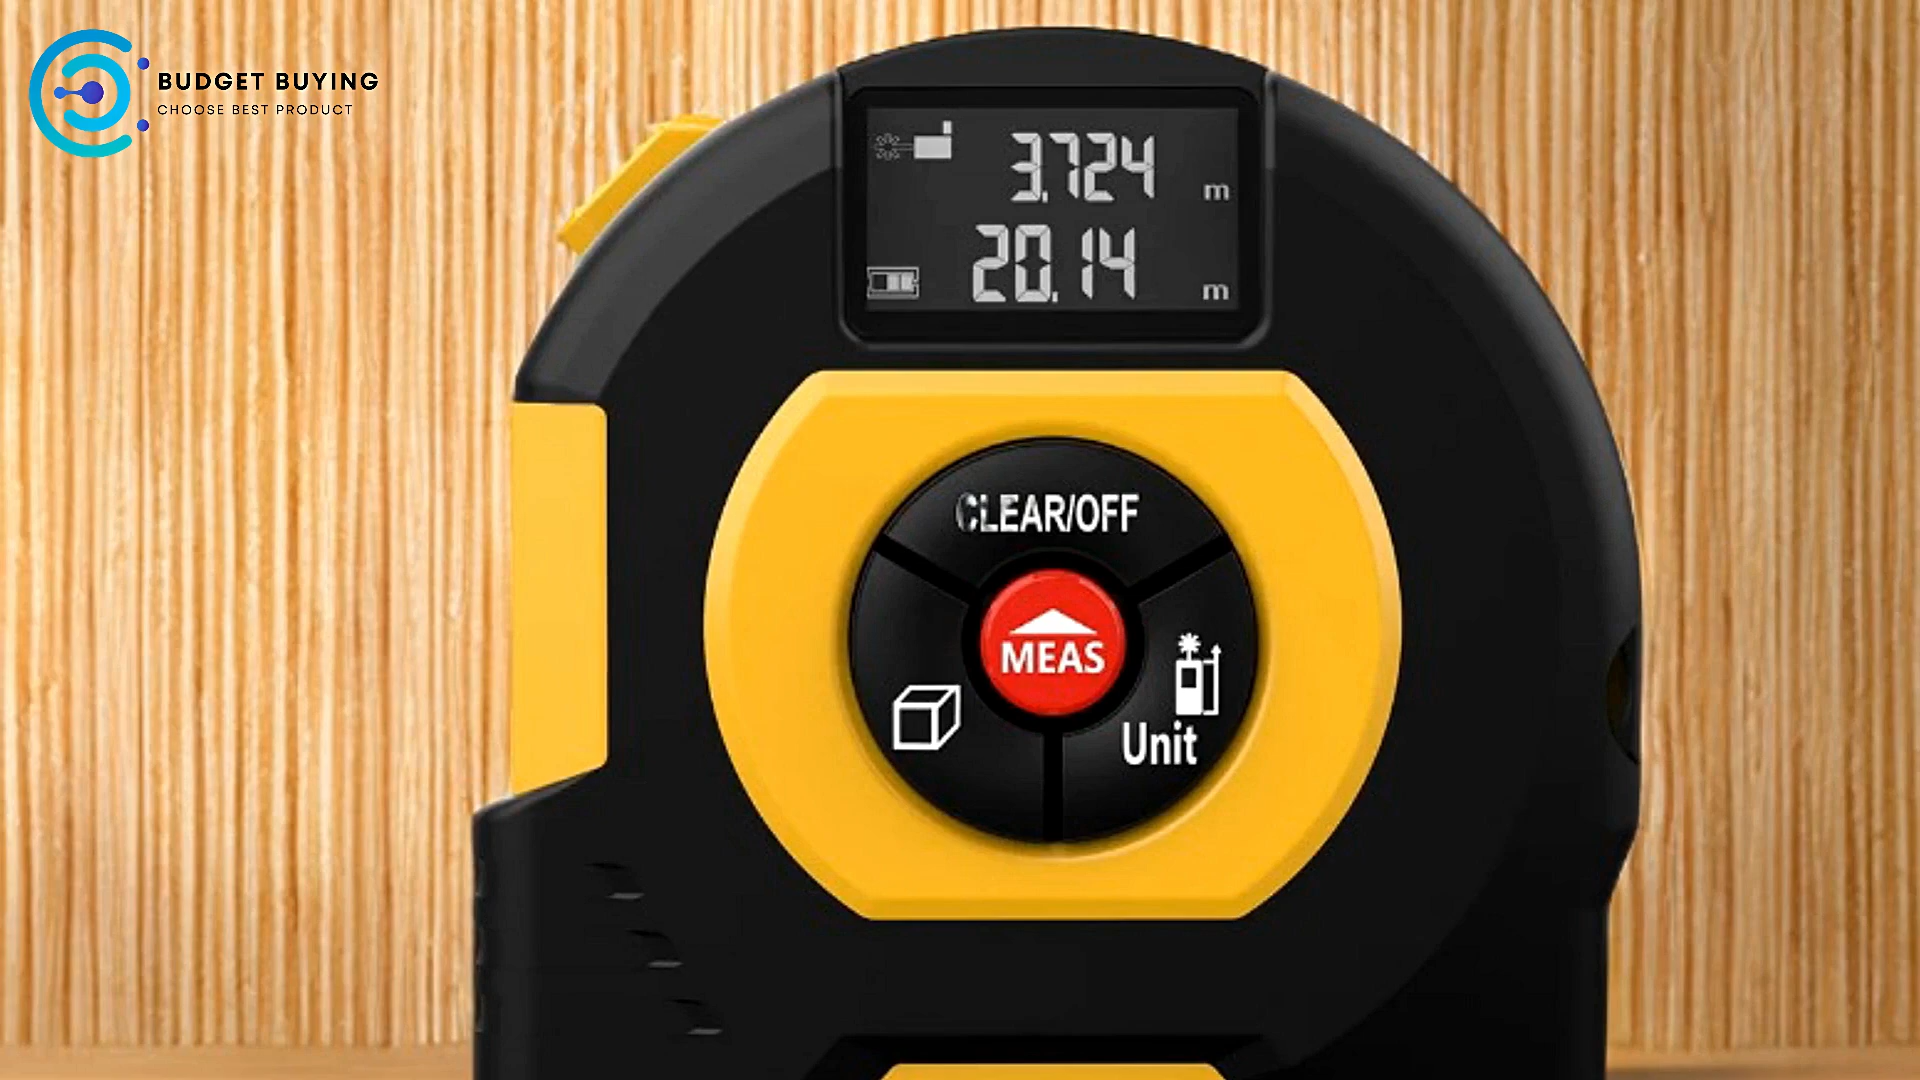 BUDGET BUYING
CHOOSE BEST PRODUCT
3.724 m
20.14 m
CLEAR/OFF
MEAS
Unit